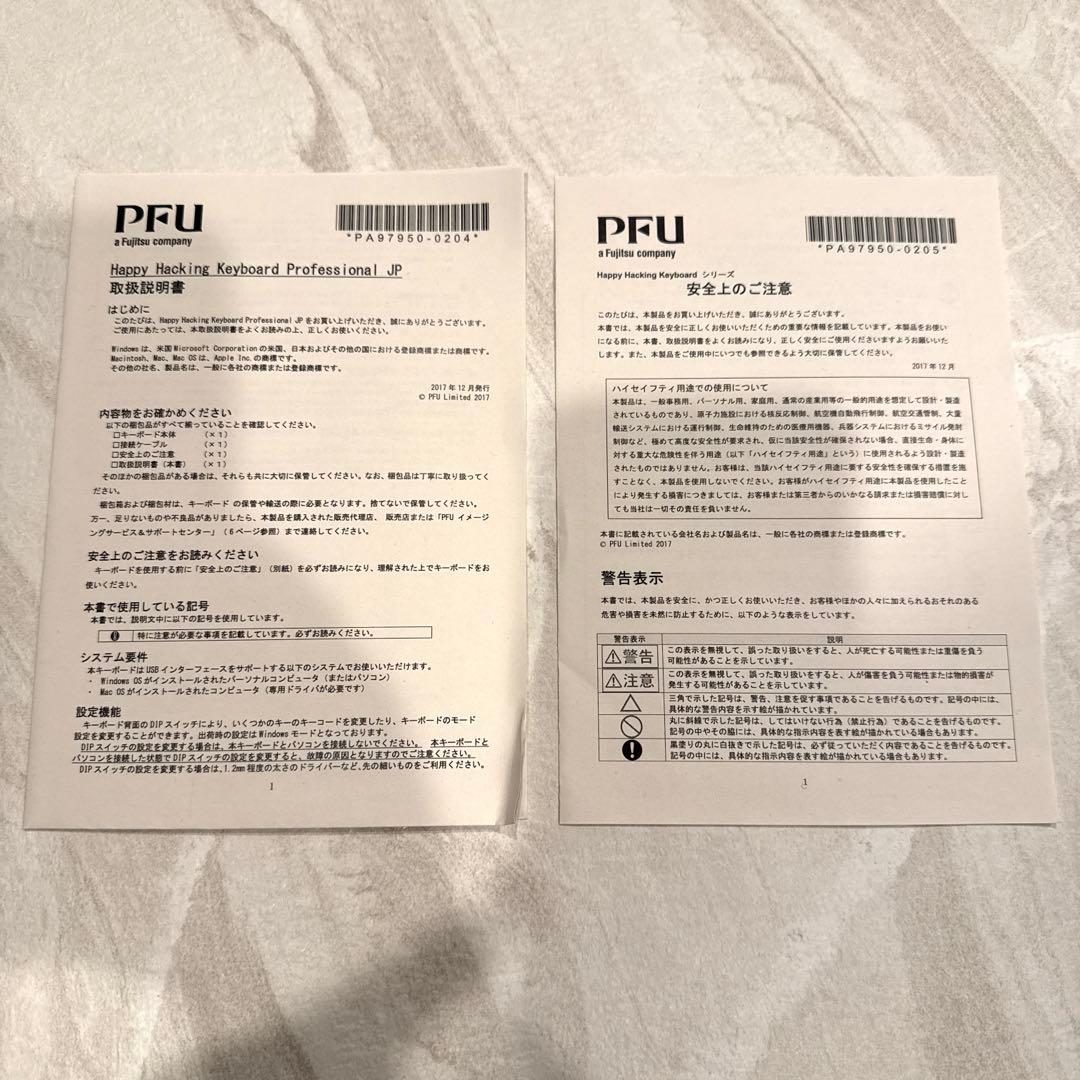 PFU
a Fujitsu company
*PA97950-0204*
Happy Hacking Keyboard Professional JP
取扱説明書
はじめに
このたびは、Happy Hacking Keyboard Professional JP をお買い上げいただき、誠にありがとうございます。
ご使用にあたっては、本取扱説明書をよくお読みの上、正しくお使いください。
Windows は、米国 Microsoft Corporation の米国、日本およびその他の国における登録商標または商標です。
Macintosh、Mac、Mac OS は、Apple Inc. の商標です。
その他の社名、製品名は、一般に各社の商標または登録商標です。
2017 年 12 月発行
© PFU Limited 2017
内容物をお確かめください
以下の梱包品がすべて揃っていることを確認してください。
□キーボード本体 (×1)
□接続ケーブル (×1)
□安全上のご注意 (×1)
□取扱説明書(本書) (×1)
そのほかの梱包品がある場合は、それらも共に大切に保管してください。なお、梱包品は丁寧に取り扱ってく
ださい。
梱包箱および梱包材は、キーボード の保管や輸送の際に必要となります。捨てないで保管してください。
万一、足りないものや不良品がありましたら、本製品を購入された販売代理店、 販売店または「PFU イメージ
ングサービス&サポートセンター」(6 ページ参照)まで連絡してください。
安全上のご注意をお読みください
キーボードを使用する前に「安全上のご注意」(別紙)を必ずお読みになり、理解された上でキーボードをお
使いください。
本書で使用している記号
本書では、説明文中に以下の記号を使用しています。
特に注意が必要な事項を記載しています。必ずお読みください。
システム要件
本キーボードは USB インターフェースをサポートする以下のシステムでお使いいただけます。
・ Windows OS がインストールされたパーソナルコンピュータ(またはパソコン)
・ Mac OS がインストールされたコンピュータ(専用ドライバが必要です)
設定機能
キーボード背面の DIP スイッチにより、いくつかのキーのキーコードを変更したり、キーボードのモード
設定を変更することができます。出荷時の設定は Windows モードとなっております。
DIP スイッチの設定を変更する場合は、本キーボードとパソコンを接続しないでください。 本キーボードと
パソコンを接続した状態で DIP スイッチの設定を変更すると、故障の原因となりますのでご注意ください。
DIP スイッチの設定を変更する場合は、1.2mm 程度の太さのドライバーなど、先の細いものをご利用ください。
1
PFU
a Fujitsu company
*PA97950-0205*
Happy Hacking Keyboard シリーズ
安全上のご注意
このたびは、本製品をお買い上げいただき、誠にありがとうございます。
本書では、本製品を安全に正しくお使いいただくための重要な情報を記載しています。本製品をお使い
になる前に、本書、取扱説明書をよくお読みになり、正しく安全にご使用くださいますようお願いいた
します。また、本製品をご使用中にいつでも参照できるよう大切に保管してください。
2017 年 12 月
ハイセイフティ用途での使用について
本製品は、一般事務用、パーソナル用、家庭用、通常の産業用等の一般的用途を想定して設計・製造
されているものであり、原子力施設における核反応制御、航空機自動飛行制御、航空交通管制、大量
輸送システムにおける運行制御、生命維持のための医療用機器、兵器システムにおけるミサイル発射
制御など、極めて高度な安全性が要求され、仮に当該安全性が確保されない場合、直接生命・身体に
対する重大な危険性を伴う用途(以下「ハイセイフティ用途」という)に使用されるよう設計・製造
されたものではありません。お客様は、当該ハイセイフティ用途に要する安全性を確保する措置を施
すことなく、本製品を使用しないでください。お客様がハイセイフティ用途に本製品を使用したこと
により発生する損害につきましては、お客様または第三者からのいかなる請求または損害賠償に対し
ても当社は一切その責任を負いません。
本書に記載されている会社名および製品名は、一般に各社の商標または登録商標です。
© PFU Limited 2017
警告表示
本書では、本製品を安全に、かつ正しくお使いいただき、お客様やほかの人々に加えられるおそれのある
危害や損害を未然に防止するために、以下のような表示をしています。
警告表示 説明
警告 この表示を無視して、誤った取り扱いをすると、人が死亡する可能性または重傷を負う
可能性があることを示しています。
注意 この表示を無視して、誤った取り扱いをすると、人が傷害を負う可能性または物的損害が
発生する可能性があることを示しています。
三角で示した記号は、警告、注意を促す事項であることを告げるものです。記号の中には、
具体的な警告内容を示す絵が描かれています。
丸に斜線で示した記号は、してはいけない行為(禁止行為)であることを告げるものです。
記号の中やその脇には、具体的な指示内容を表す絵が描かれている場合もあります。
黒塗りの丸に白抜きで示した記号は、必ず従っていただく内容であることを告げるものです。
記号の中には、具体的な指示内容を表す絵が描かれている場合もあります。
1